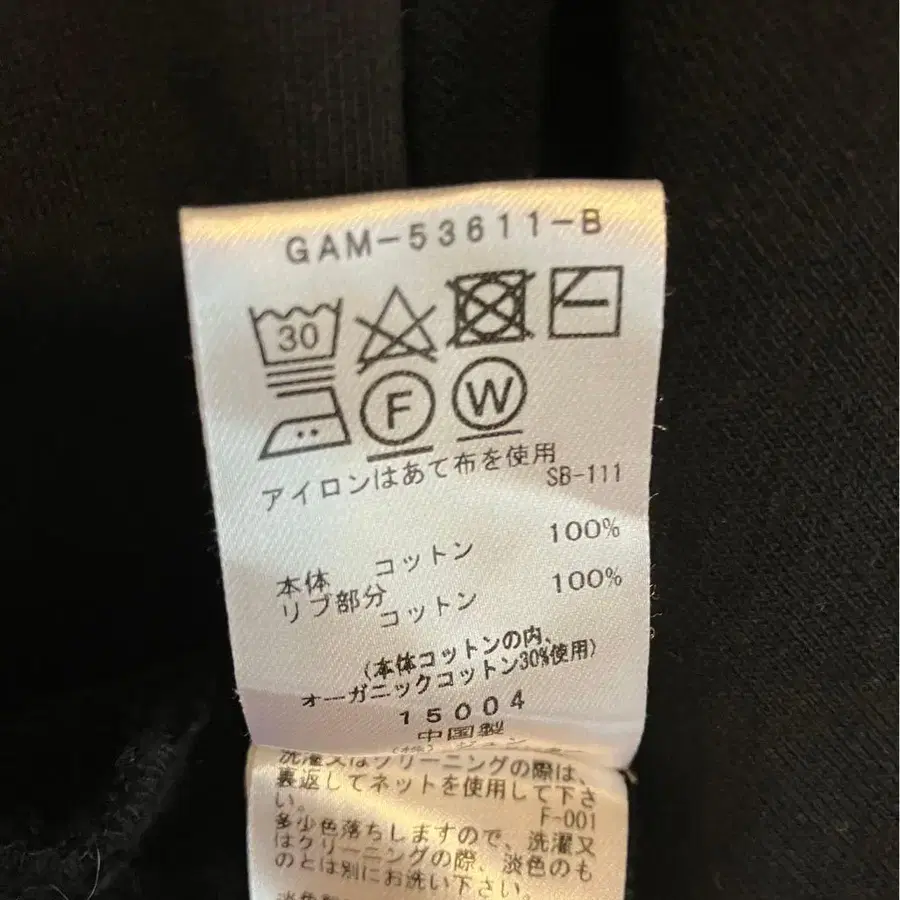 GAM-53611-B
30
F W
アイロンはあて布を使用
SB-111
本体 コットン 100%
リブ部分 コットン 100%
(本体コットンの内、
オーガニックコットン30%使用)
15004
中国製
洗濯又はクリーニングの際は、
裏返してネットを使用して下さ
い。
F-001
多少色落ちしますので、洗濯又
はクリーニングの際、淡色のも
のとは別にお洗い下さい。